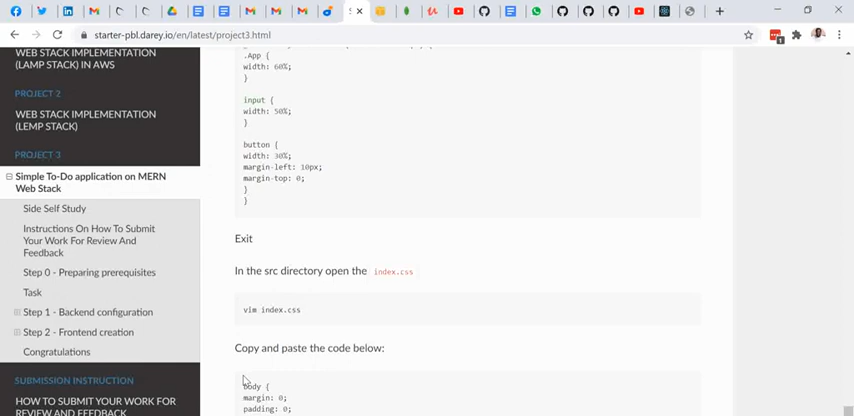 starter-pbl.darey.io/en/latest/project3.html
WEB STACK IMPLEMENTATION
(LAMP STACK) IN AWS
PROJECT 2
WEB STACK IMPLEMENTATION
(LEMP STACK)
PROJECT 3
Simple To-Do application on MERN
Web Stack
Side Self Study
Instructions On How To Submit
Your Work For Review And
Feedback
Step 0 - Preparing prerequisites
Task
Step 1 - Backend configuration
Step 2 - Frontend creation
Congratulations
SUBMISSION INSTRUCTION
HOW TO SUBMIT YOUR WORK FOR
REVIEW AND FEEDBACK
.App {
width: 60%;
}
input {
width: 50%;
}
button {
width: 30%;
margin-left: 10px;
margin-top: 0;
}
}
Exit
In the src directory open the index.css
vim index.css
Copy and paste the code below:
body {
margin: 0;
padding: 0;